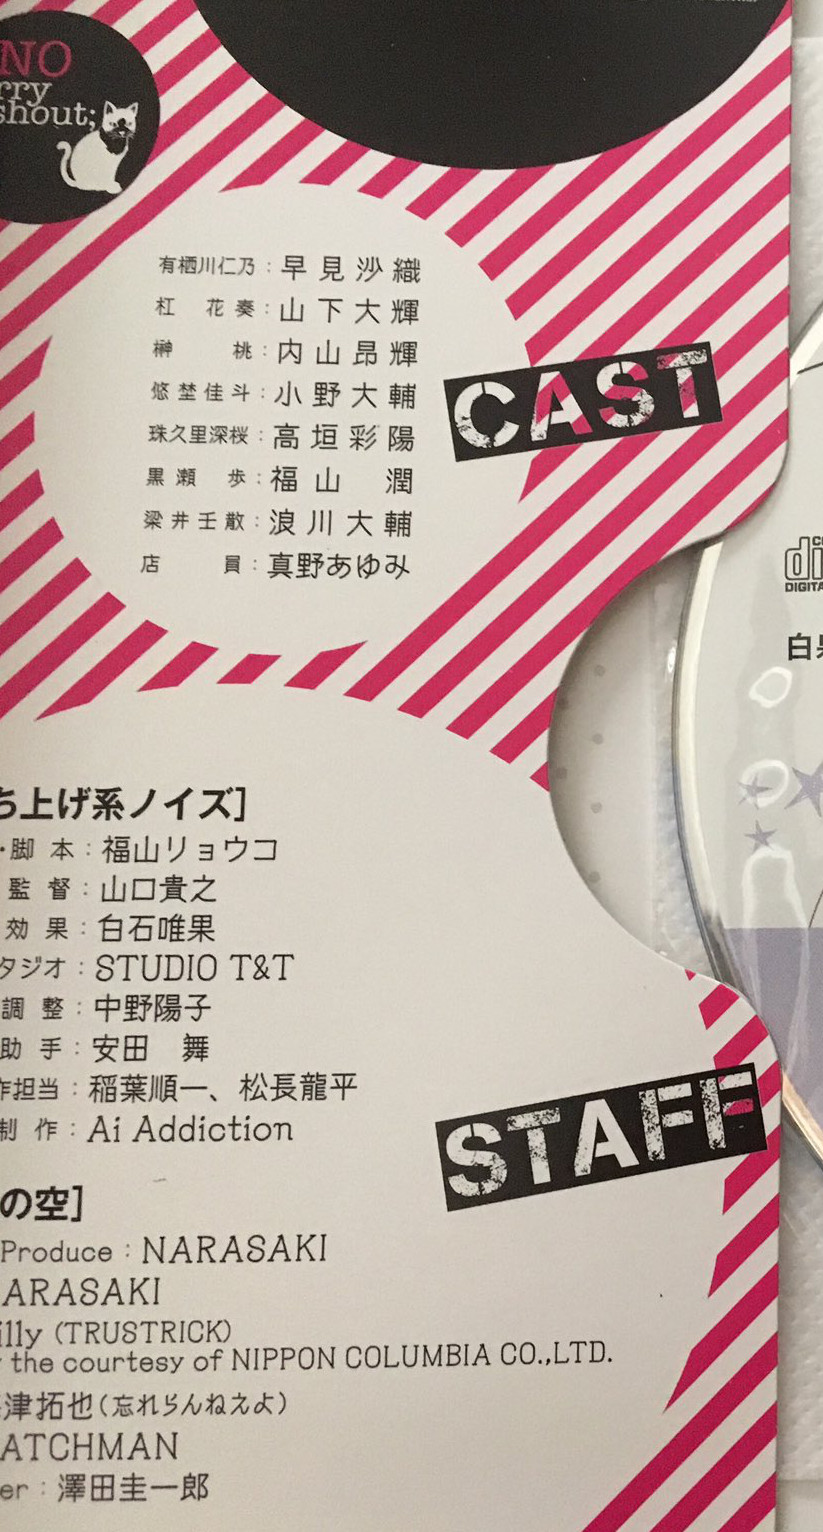 NO
rry
shout;
有栖川仁乃：早見沙織
杠 花奏：山下大輝
榊 桃：内山昂輝
悠埜佳斗：小野大輔
珠久里深桜：高垣彩陽
黒瀬 歩：福山 潤
梁井壬散：浪川大輔
店 員：真野あゆみ
CAST
ち上げ系ノイズ]
・脚 本：福山リョウコ
監 督：山口貴之
効 果：白石唯果
タジオ：STUDIO T&T
調 整：中野陽子
助 手：安田 舞
作担当：稲葉順一、松長龍平
制 作：Ai Addiction
STAFF
の空]
Produce：NARASAKI
ARASAKI
illy (TRUSTRICK)
the courtesy of NIPPON COLUMBIA CO.,LTD.
津拓也(忘れらんねえよ)
ATCHMAN
er：澤田圭一郎
DIGITA
白